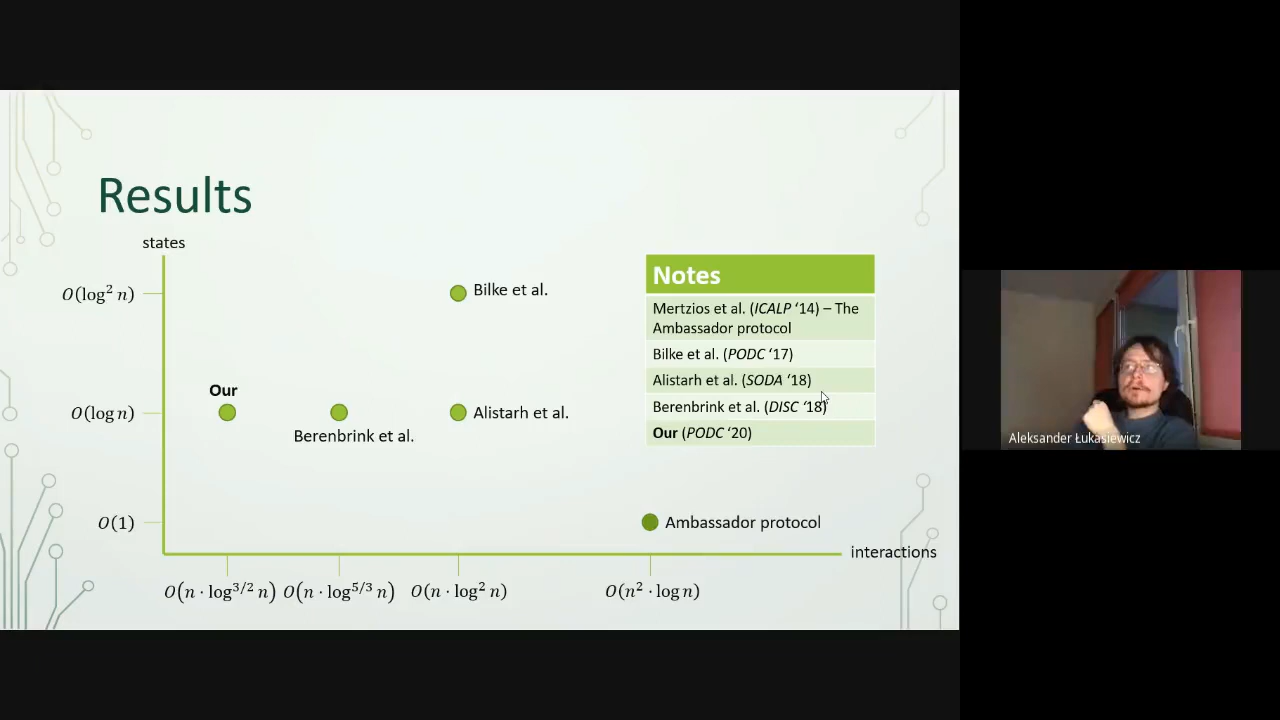 Results
states
O(log² n)
Bilke et al.
Our
O(log n)
Berenbrink et al.
Alistarh et al.
O(1)
Ambassador protocol
interactions
O(n · log^{3/2} n)
O(n · log^{5/3} n)
O(n · log² n)
O(n² · log n)
Notes
Mertzios et al. (ICALP ‘14) – The
Ambassador protocol
Bilke et al. (PODC ‘17)
Alistarh et al. (SODA ‘18)
Berenbrink et al. (DISC ‘18)
Our (PODC ‘20)
Aleksander Łukasiewicz